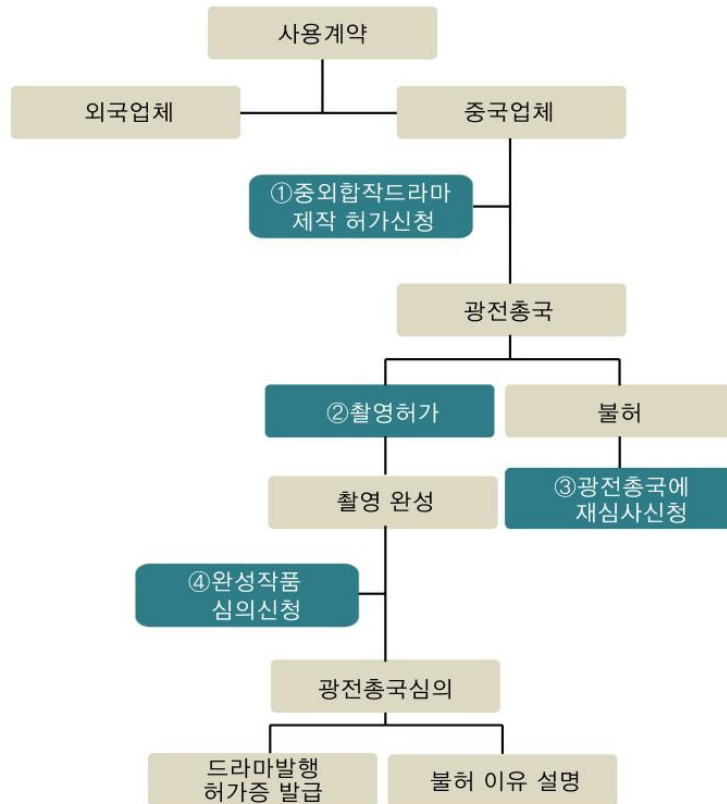 사용계약
외국업체
중국업체
①중외합작드라마
제작 허가신청
광전총국
②촬영허가
불허
촬영 완성
③광전총국에
재심사신청
④완성작품
심의신청
광전총국심의
드라마발행
허가증 발급
불허 이유 설명